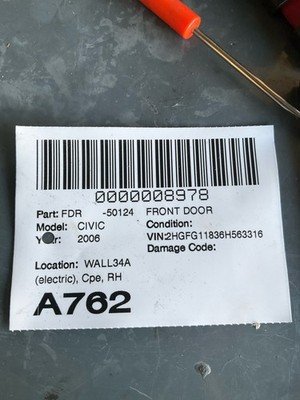 0000008978
Part: FDR -50124 FRONT DOOR
Model: CIVIC Condition:
Year: 2006 VIN:2HGFG11836H563316
Damage Code:
Location: WALL34A
(electric), Cpe, RH
A762